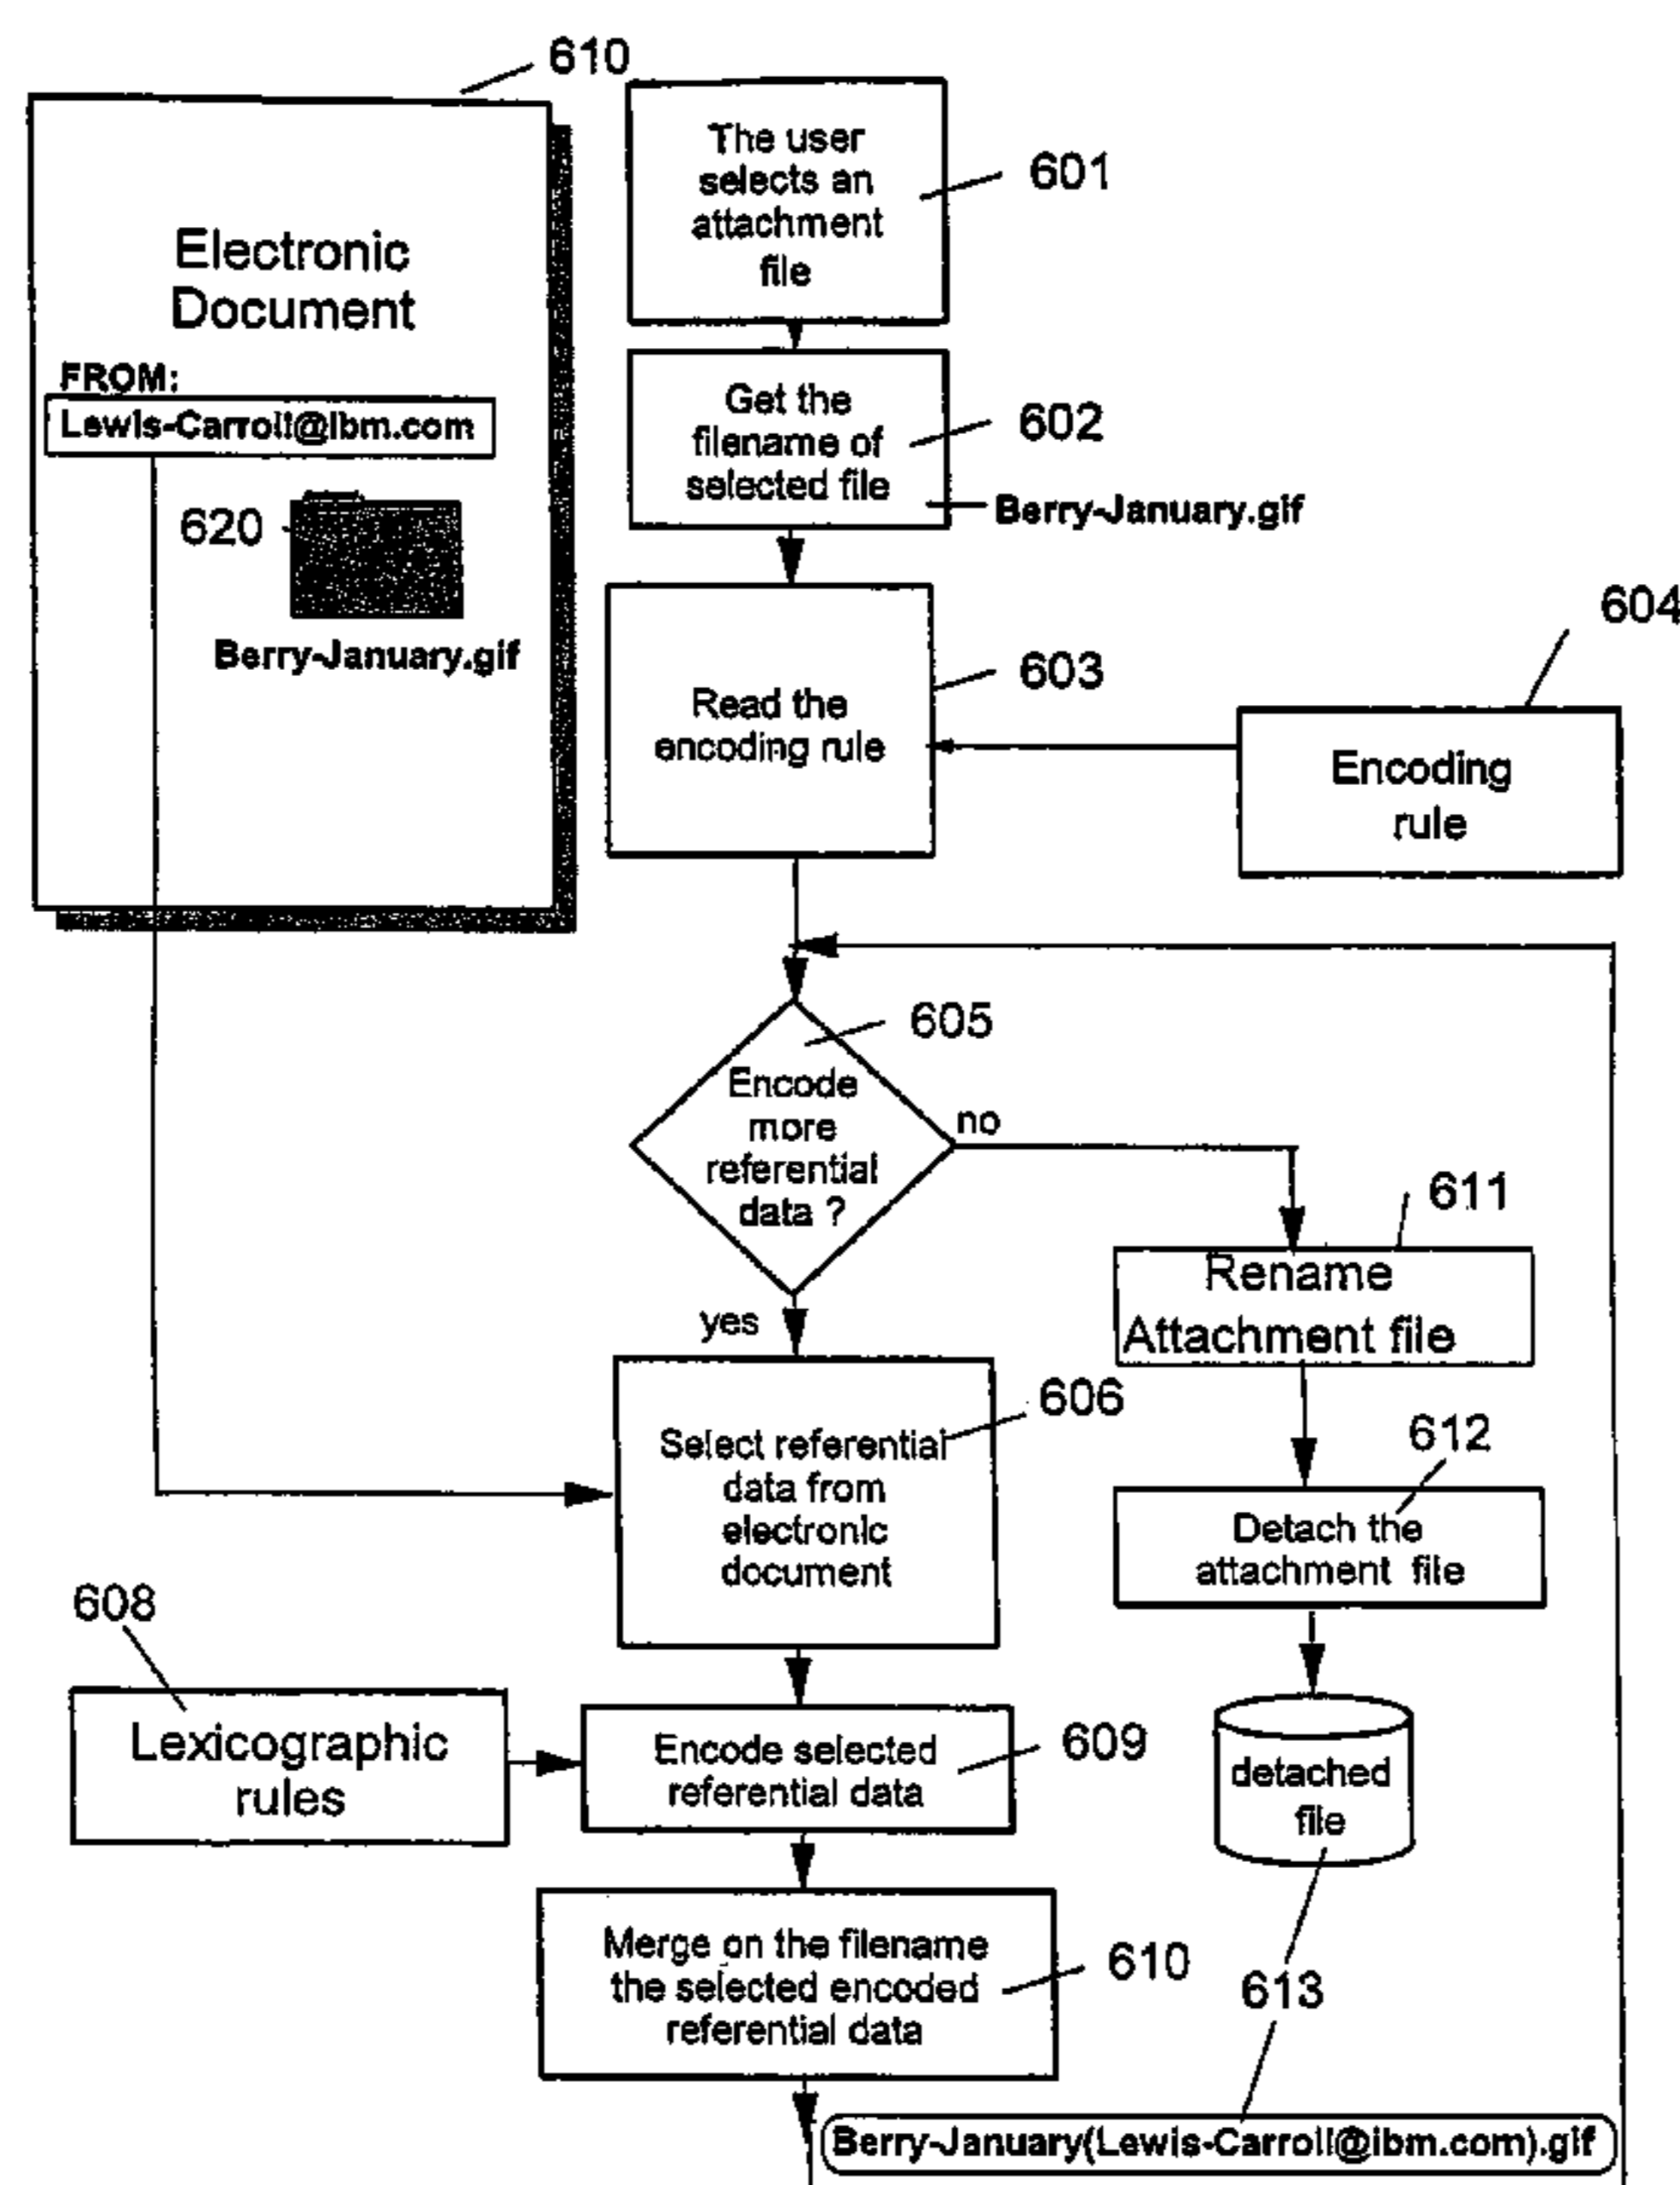 610
Electronic
Document
FROM:
Lewis-Carroll@ibm.com
620
Berry-January.gif
The user
selects an
attachment
file
601
Get the
filename of
selected file
602
Berry-January.gif
Read the
encoding rule
603
604
Encoding
rule
605
Encode
more
referential
data ?
no
yes
611
Rename
Attachment file
606
Select referential
data from
electronic
document
612
Detach the
attachment file
608
Lexicographic
rules
Encode selected
referential data
609
detached
file
Merge on the filename
the selected encoded
referential data
610
613
Berry-January(Lewis-Carroll@ibm.com).gif